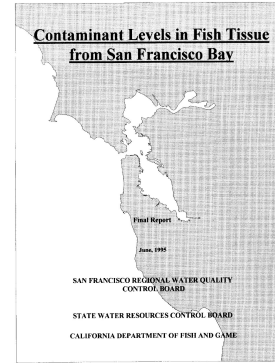 Contaminant Levels in Fish Tissue
from San Francisco Bay
Final Report
June, 1995
SAN FRANCISCO REGIONAL WATER QUALITY
CONTROL BOARD
STATE WATER RESOURCES CONTROL BOARD
CALIFORNIA DEPARTMENT OF FISH AND GAME